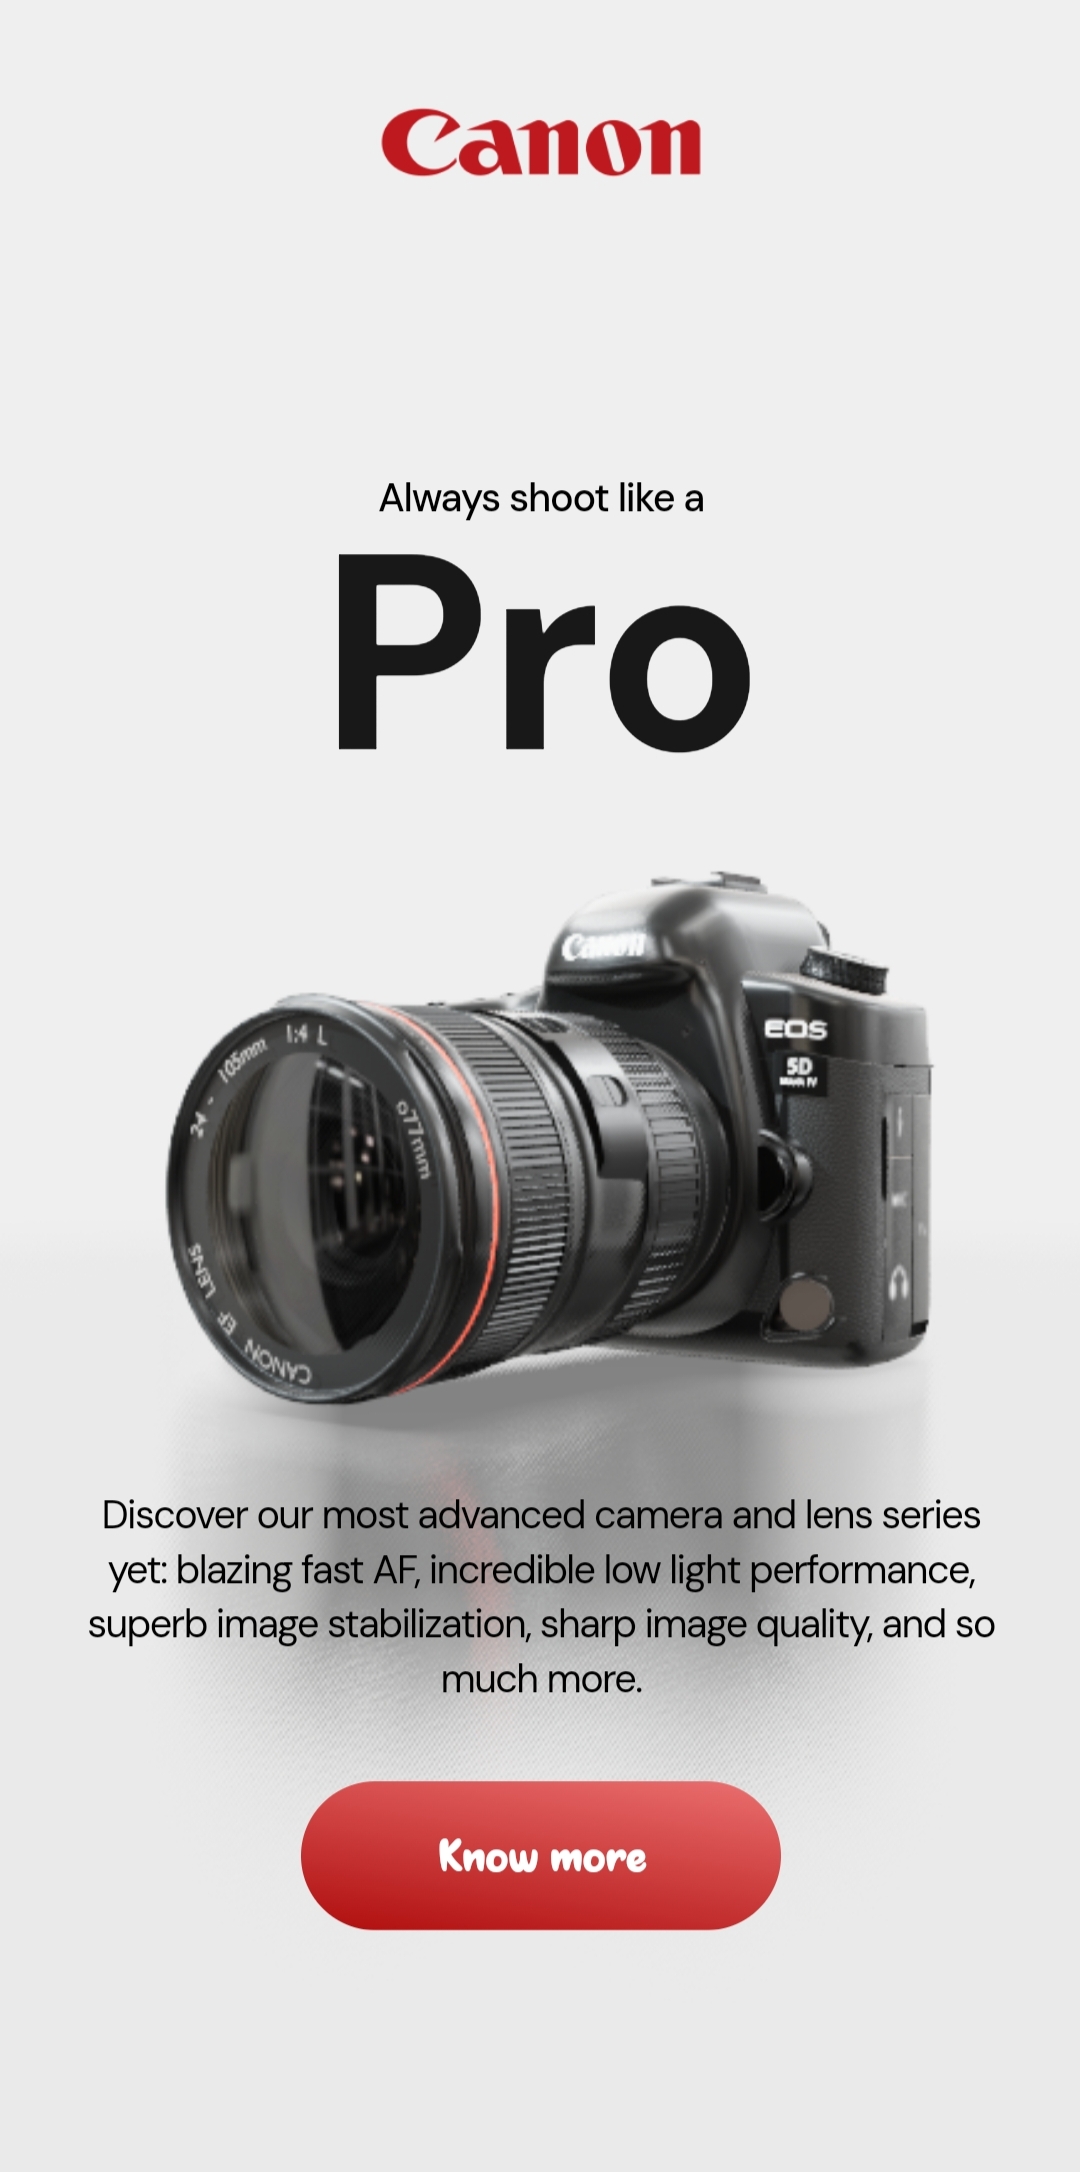 Canon
Always shoot like a
Pro
Canon
EOS
5D
Mark IV
24 - 105mm 1:4 L
ø77mm
CANON EF LENS
Discover our most advanced camera and lens series
yet: blazing fast AF, incredible low light performance,
superb image stabilization, sharp image quality, and so
much more.
Know more